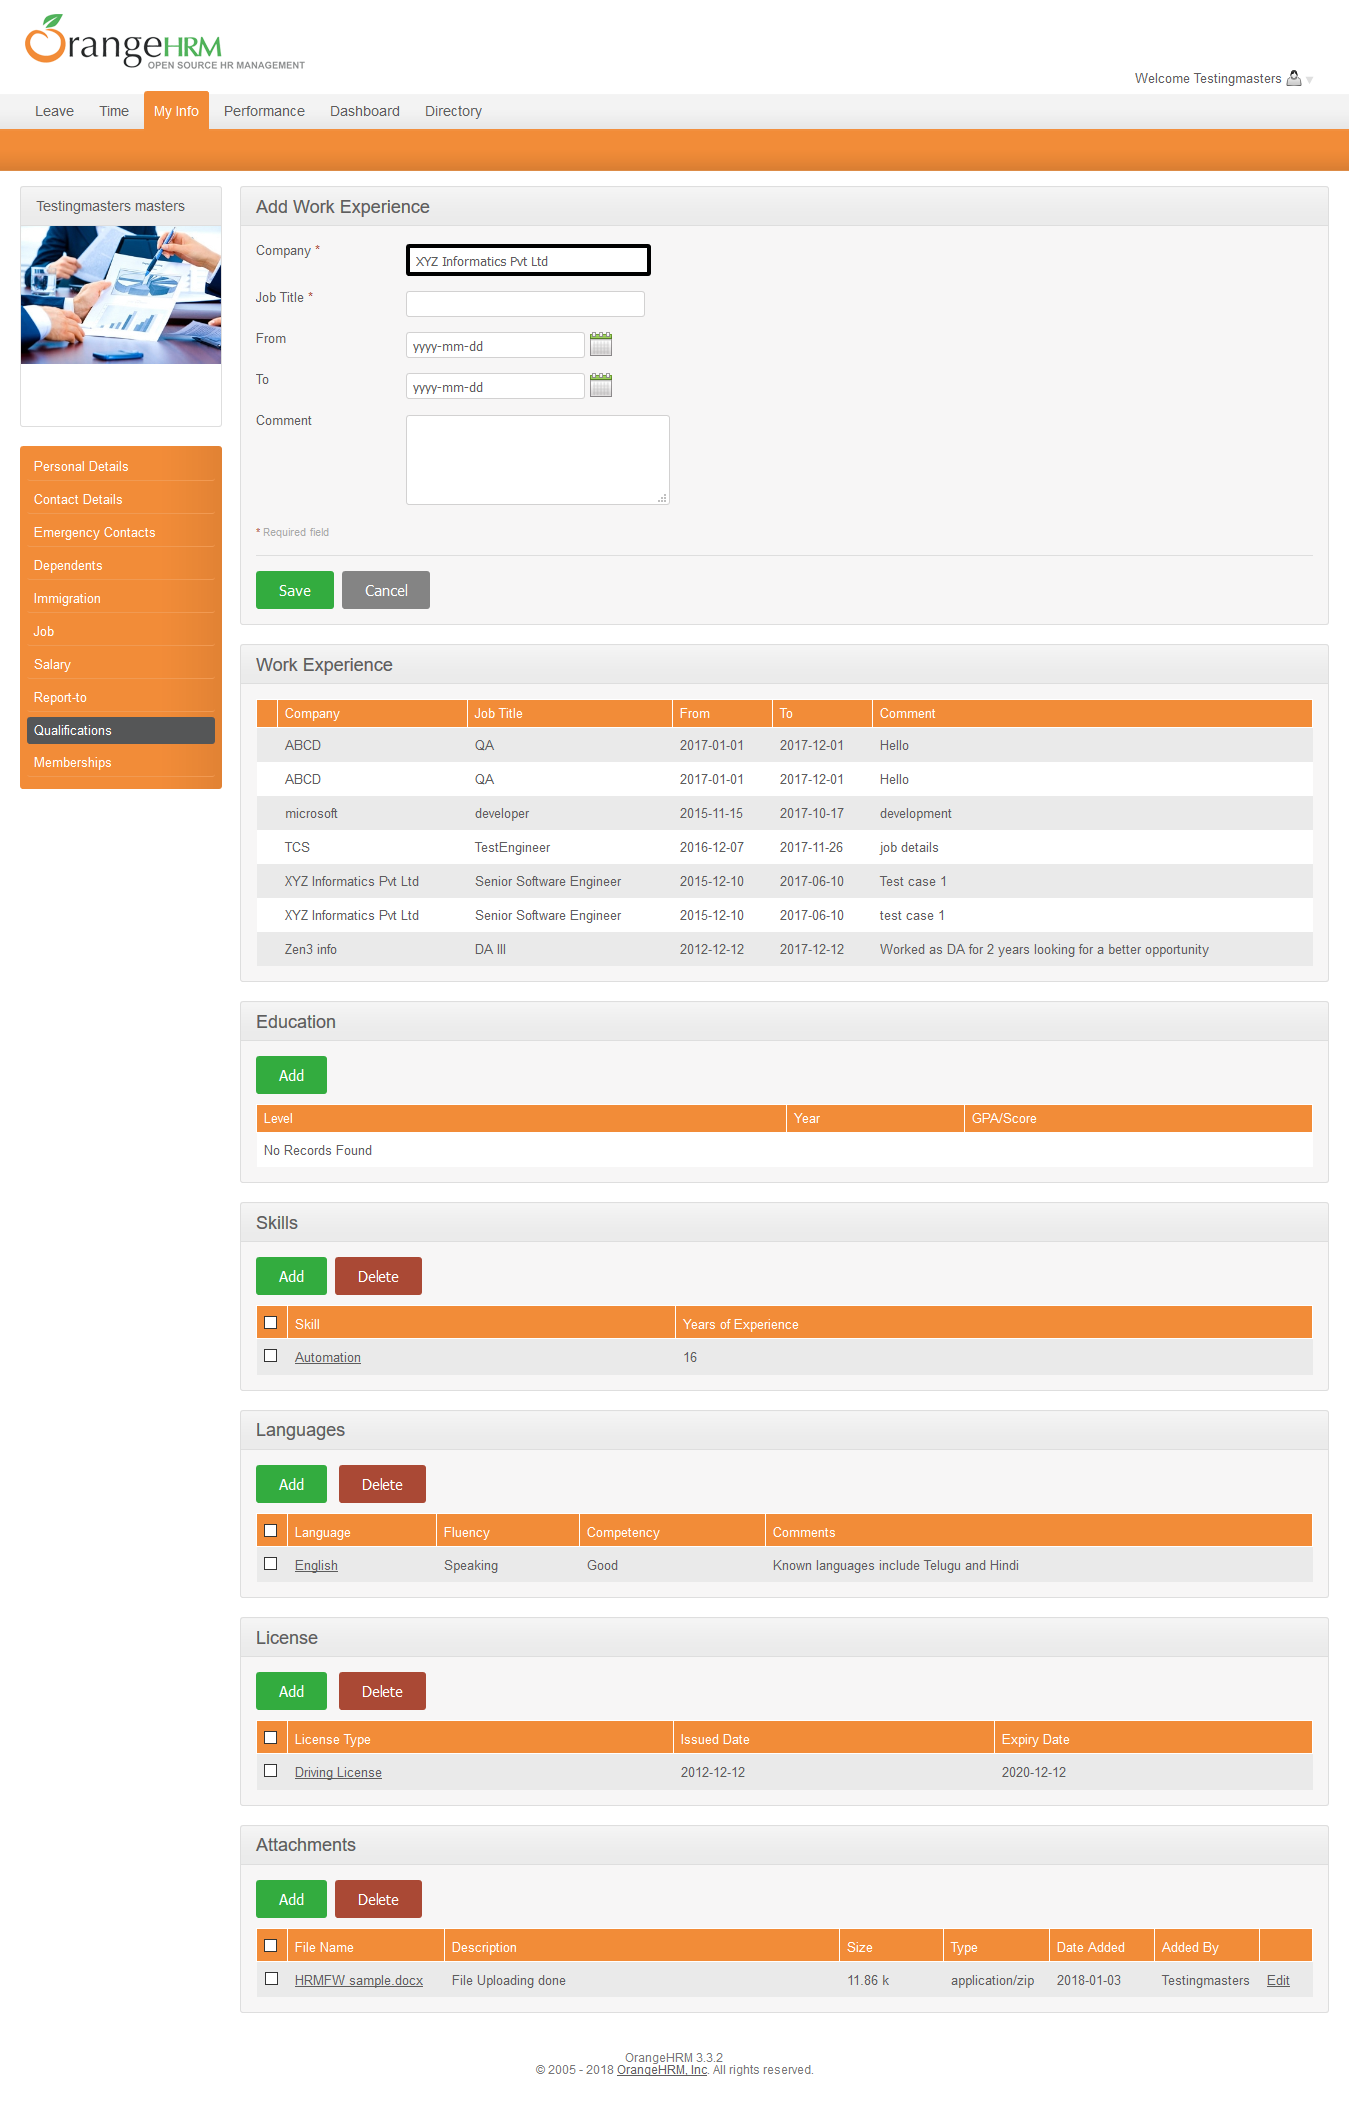 OrangeHRM
OPEN SOURCE HR MANAGEMENT
Welcome Testingmasters
Leave Time My Info Performance Dashboard Directory
Testingmasters masters
Personal Details
Contact Details
Emergency Contacts
Dependents
Immigration
Job
Salary
Report-to
Qualifications
Memberships
Add Work Experience
Company *
XYZ Informatics Pvt Ltd
Job Title *
From
yyyy-mm-dd
To
yyyy-mm-dd
Comment
* Required field
Save Cancel
Work Experience
Company Job Title From To Comment
ABCD QA 2017-01-01 2017-12-01 Hello
ABCD QA 2017-01-01 2017-12-01 Hello
microsoft developer 2015-11-15 2017-10-17 development
TCS TestEngineer 2016-12-07 2017-11-26 job details
XYZ Informatics Pvt Ltd Senior Software Engineer 2015-12-10 2017-06-10 Test case 1
XYZ Informatics Pvt Ltd Senior Software Engineer 2015-12-10 2017-06-10 test case 1
Zen3 info DA III 2012-12-12 2017-12-12 Worked as DA for 2 years looking for a better opportunity
Education
Add
Level Year GPA/Score
No Records Found
Skills
Add Delete
Skill Years of Experience
Automation 16
Languages
Add Delete
Language Fluency Competency Comments
English Speaking Good Known languages include Telugu and Hindi
License
Add Delete
License Type Issued Date Expiry Date
Driving License 2012-12-12 2020-12-12
Attachments
Add Delete
File Name Description Size Type Date Added Added By
HRMFW sample.docx File Uploading done 11.86 k application/zip 2018-01-03 Testingmasters Edit
OrangeHRM 3.3.2
© 2005 - 2018 OrangeHRM, Inc. All rights reserved.